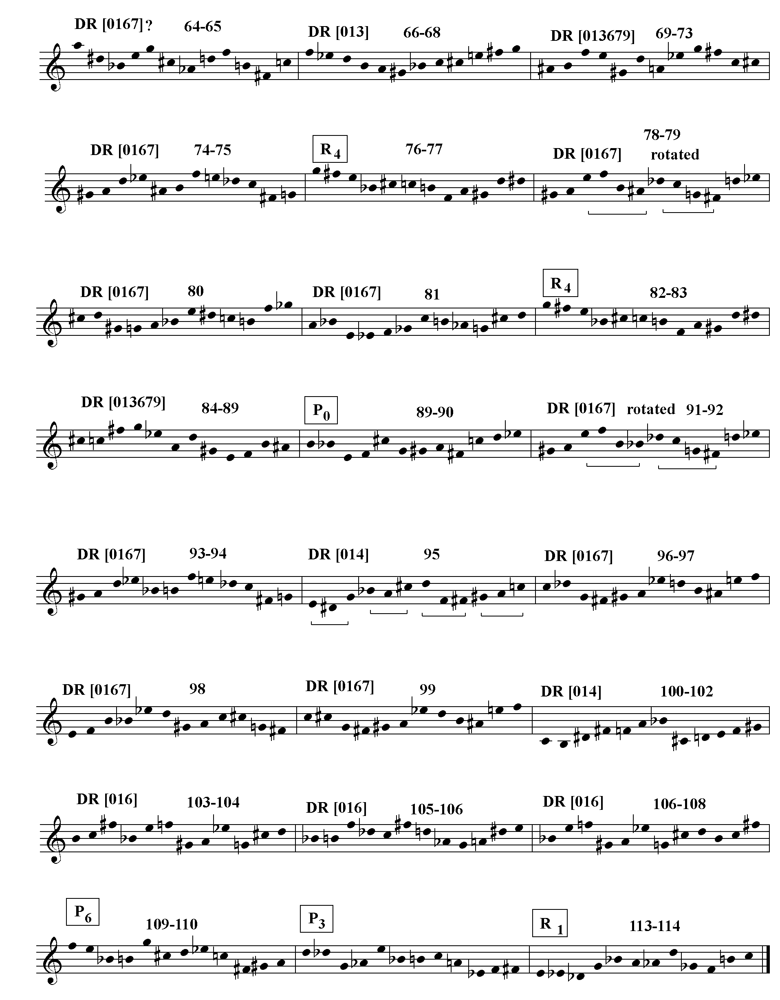 DR [0167] ? 64-65 DR [013] 66-68 DR [013679] 69-73
a ♯d ♭B e g ♯c ♭A ♮d f ♮B ♯F ♮c f ♭e d B A ♯G ♭B c ♯c ♮e ♯f g ♯A B f e ♯G d ♮A ♭e g ♯f c ♯c
78-79
DR [0167] 74-75 R4 76-77 DR [0167] rotated
♯G A d ♭e ♯A B f ♮e ♭d c ♯F ♮G g ♯f e ♭B ♯c ♮c ♮B F A ♯G d ♯d ♯G A e f B ♯A ♭d c ♮G ♯F ♮d ♭e
DR [0167] 80 DR [0167] 81 R4 82-83
♯c d ♯G ♮G A ♭B e ♯d ♮c ♮B f ♭g A ♭B E ♭E F ♭G c ♮B ♭A ♮G ♯c d g ♯f e ♭B ♯c ♮c ♮B F A ♯G d ♯d
DR [013679] 84-89 P0 89-90 DR [0167] rotated 91-92
♯c ♮c ♯f g ♭e A d ♯G E F B ♯A B ♭B E F ♯c G ♯G A ♯F ♮c d ♭e ♯G A e f B ♭B ♭d c ♮G ♯F ♮d ♭e
DR [0167] 93-94 DR [014] 95 DR [0167] 96-97
♯G A d ♭e ♭B ♮B f ♮e ♭d c ♯F ♮G E ♯D G ♭B A ♯c d F ♯F ♯G A ♮c c ♭d G ♯F ♯G A ♭e ♮d B ♯A ♮e f
DR [0167] 98 DR [0167] 99 DR [014] 100-102
E F B ♭B ♭e d ♯G A c ♯c ♮G ♯F c ♯c G ♯F ♯G A ♭e d B ♯A ♮e f C B, ♯D ♯F ♮F A ♭B ♯C ♮D E F ♯G
DR [016] 103-104 DR [016] 105-106 DR [016] 106-108
B c ♯f ♭B e ♮f ♯G A ♭e ♮G ♯c d ♭B ♮B f ♭d c ♯f ♮d ♭A G ♮A ♯d e ♭B e ♮f ♯G A ♭e ♮G ♯c d B c ♯f
P6 109-110 P3 R 1 113-114
f e ♭B ♮B g ♯c d ♭e ♮c ♯F ♯G A d ♭d G ♭A e ♭B ♮B c ♮A ♭E F ♯F E ♭E ♭D G ♭B A ♭A d ♭G F ♮B c